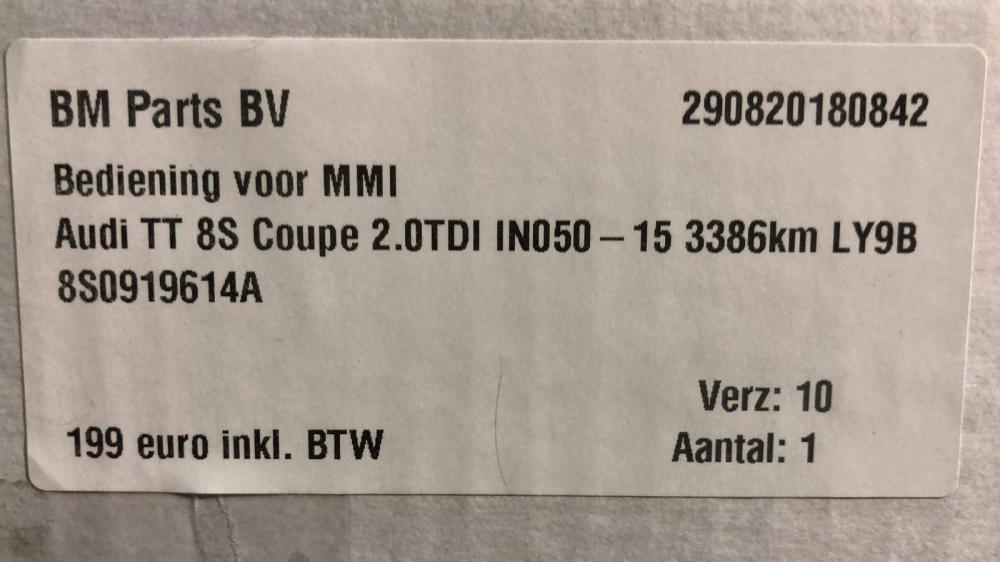 BM Parts BV 290820180842
Bediening voor MMI
Audi TT 8S Coupe 2.0TDI IN050 – 15 3386km LY9B
8S0919614A
Verz: 10
199 euro inkl. BTW Aantal: 1